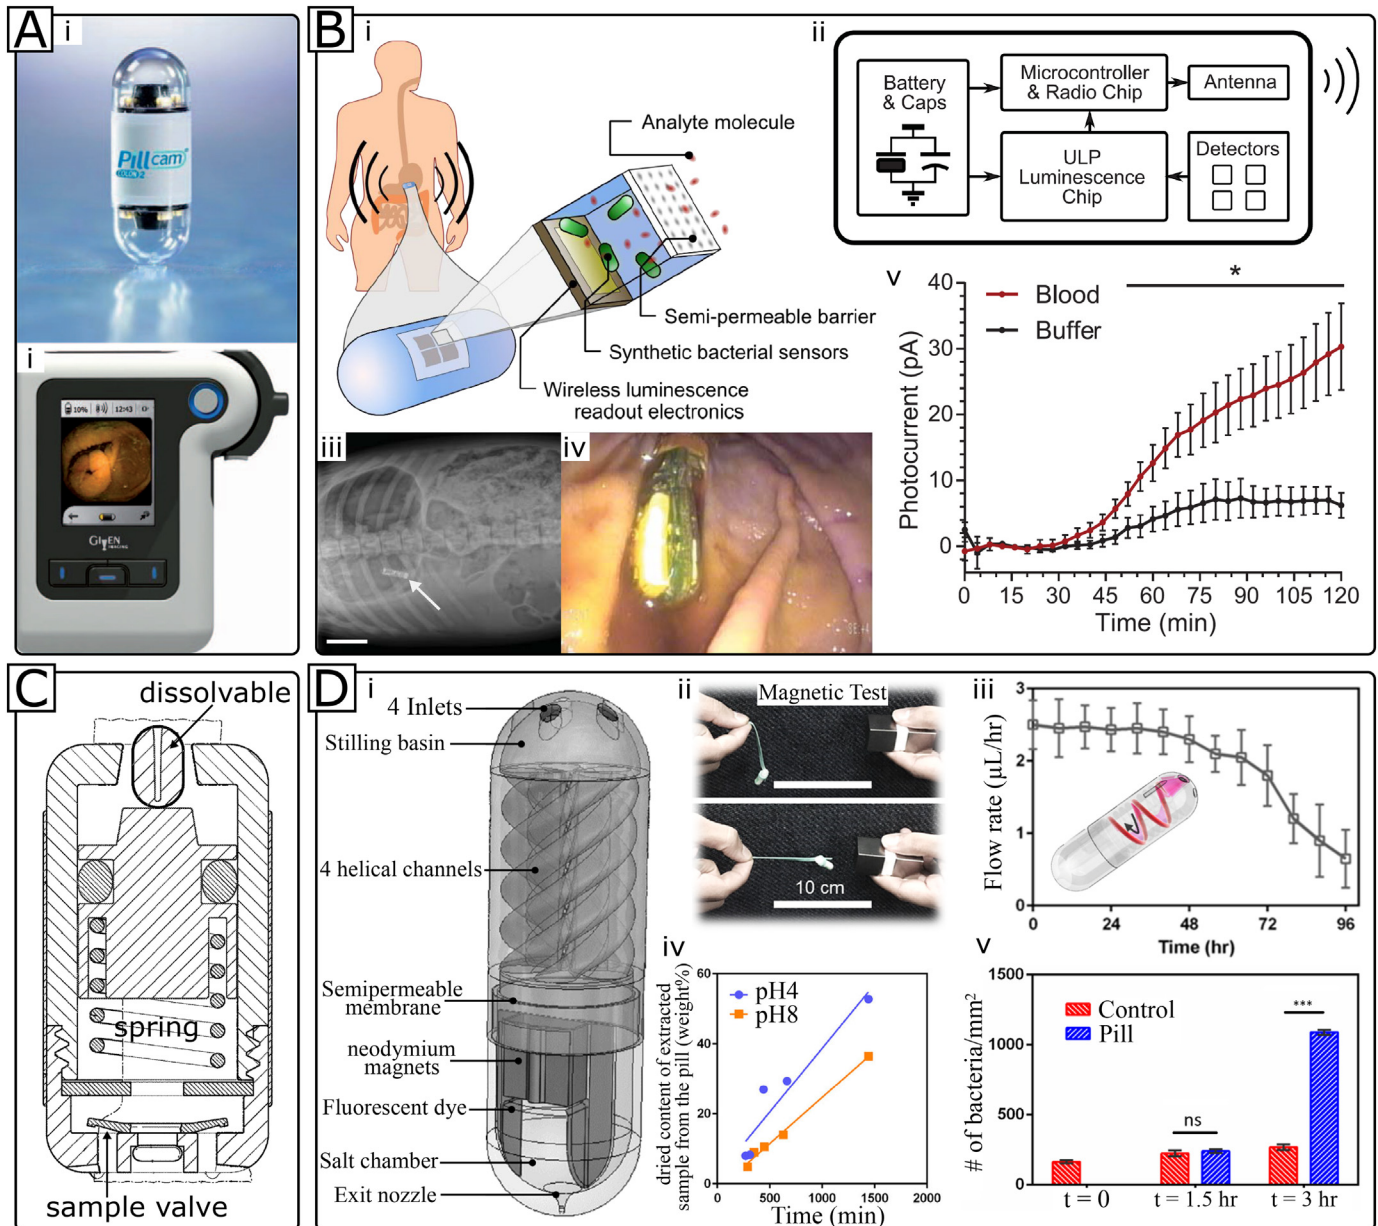 A
i
Pillcam
COLON 2
i
10%
12:43
GIVEN
IMAGING
B
i
Analyte molecule
Semi-permeable barrier
Synthetic bacterial sensors
Wireless luminescence
readout electronics
ii
Battery
& Caps
Microcontroller
& Radio Chip
Antenna
ULP
Luminescence
Chip
Detectors
iii
iv
v
*
Blood
Buffer
Photocurrent (pA)
40
30
20
10
0
0 15 30 45 60 75 90 105 120
Time (min)
C
dissolvable
spring
sample valve
D
i
4 Inlets
Stilling basin
4 helical channels
Semipermeable
membrane
neodymium
magnets
Fluorescent dye
Salt chamber
Exit nozzle
ii
Magnetic Test
10 cm
iii
Flow rate (µL/hr)
3
2
1
0
0 24 48 72 96
Time (hr)
iv
dried content of extracted
sample from the pill (weight%)
60
40
20
0
pH4
pH8
0 500 1000 1500 2000
Time (min)
v
# of bacteria/mm²
1500
1000
500
0
Control
Pill
ns
***
t = 0 t = 1.5 hr t = 3 hr